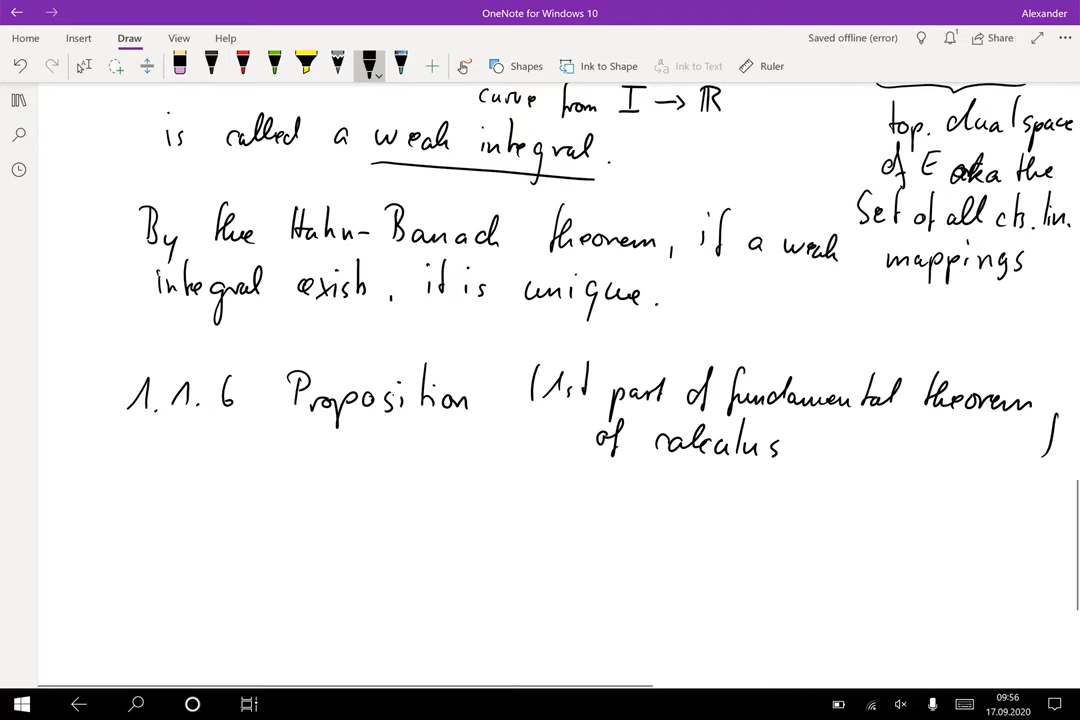 OneNote for Windows 10
Alexander
Home Insert Draw View Help
Saved offline (error)
Share
Shapes
Ink to Shape
Ink to Text
Ruler
curve from I → ℝ
is called a weak integral.
top. dual space
of E aka the
Set of all cts. lin.
mappings
By the Hahn-Banach theorem, if a weak
integral exist, it is unique.
1.1.6 Proposition (1st part of fundamental theorem
of calculus )
09:56
17.09.2020